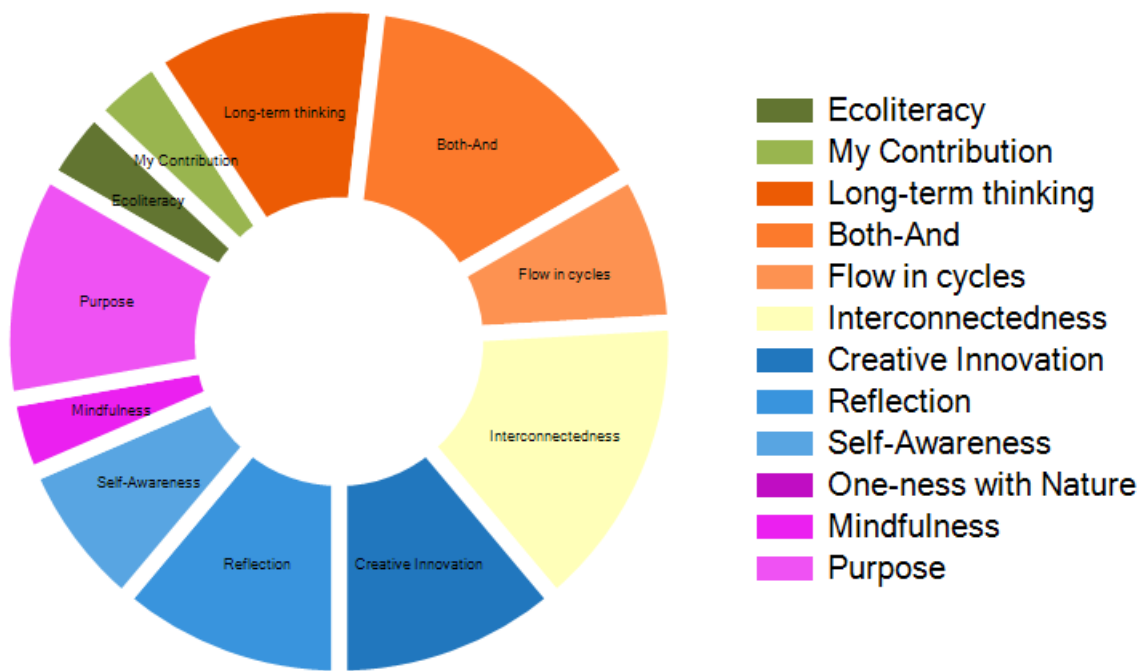 Long-term thinking
Both-And
My Contribution
Ecoliteracy
Flow in cycles
Purpose
Mindfulness
Interconnectedness
Self-Awareness
Reflection
Creative Innovation
Ecoliteracy
My Contribution
Long-term thinking
Both-And
Flow in cycles
Interconnectedness
Creative Innovation
Reflection
Self-Awareness
One-ness with Nature
Mindfulness
Purpose